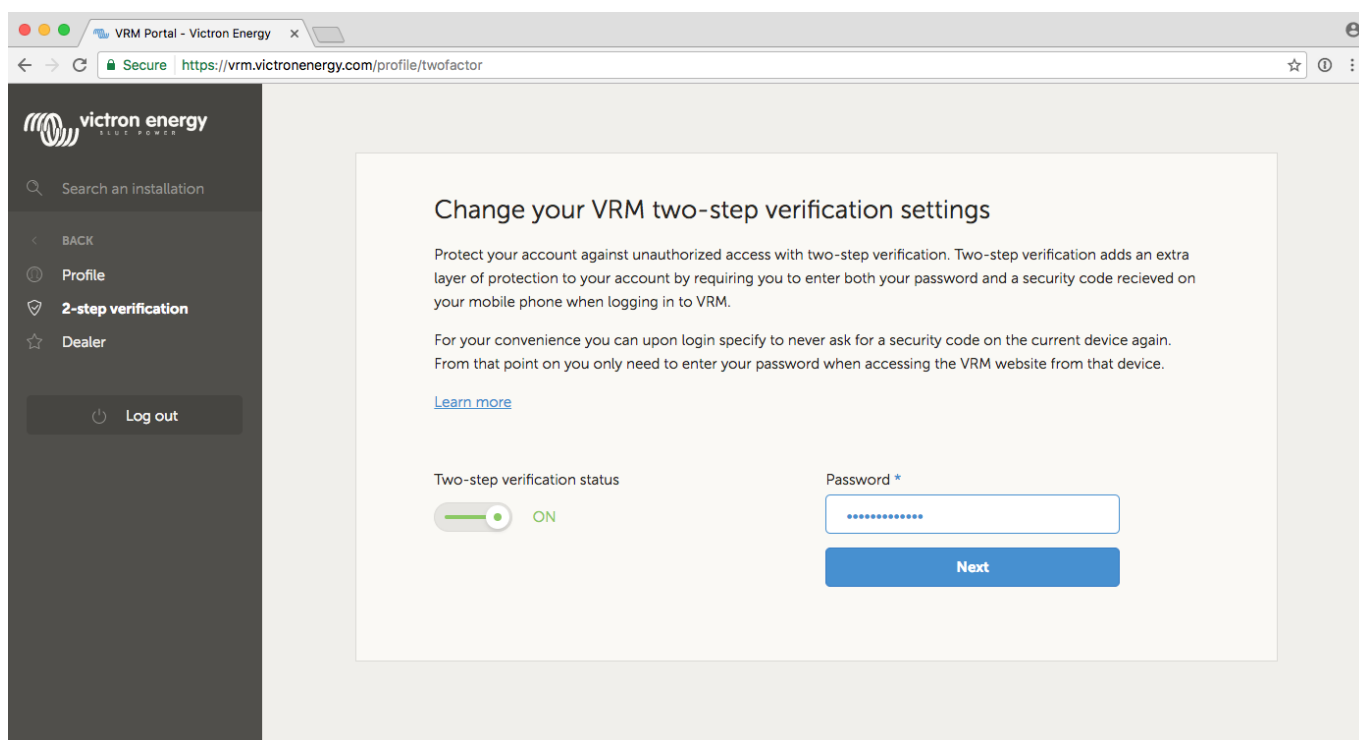 VRM Portal - Victron Energy
Secure
https://vrm.victronenergy.com/profile/twofactor
victron energy
BLUE POWER
Search an installation
BACK
Profile
2-step verification
Dealer
Log out
Change your VRM two-step verification settings
Protect your account against unauthorized access with two-step verification. Two-step verification adds an extra
layer of protection to your account by requiring you to enter both your password and a security code recieved on
your mobile phone when logging in to VRM.
For your convenience you can upon login specify to never ask for a security code on the current device again.
From that point on you only need to enter your password when accessing the VRM website from that device.
Learn more
Two-step verification status
ON
Password *
•••••••••••••
Next